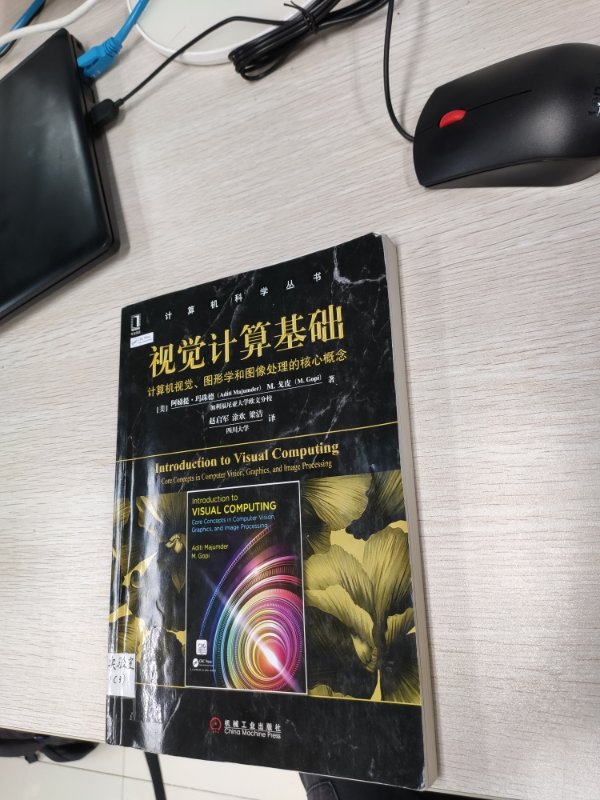 计算机科学丛书
视觉计算基础
计算机视觉、图形学和图像处理的核心概念
[美] 阿娣提·玛珠德 (Aditi Majumder) M. 戈皮 (M. Gopi) 著
加利福尼亚大学欧文分校
赵启军 涂欢 梁洁 译
四川大学
Introduction to Visual Computing
Core Concepts in Computer Vision, Graphics, and Image Processing
Introduction to
VISUAL COMPUTING
Core Concepts in Computer Vision,
Graphics, and Image Processing
Aditi Majumder
M. Gopi
CRC Press
(C3)
机械工业出版社
China Machine Press